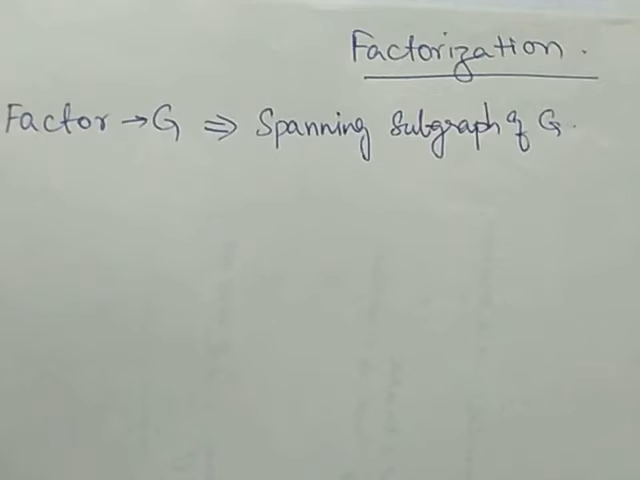 Factorization.
Factor → G ⇒ Spanning Subgraph of G.